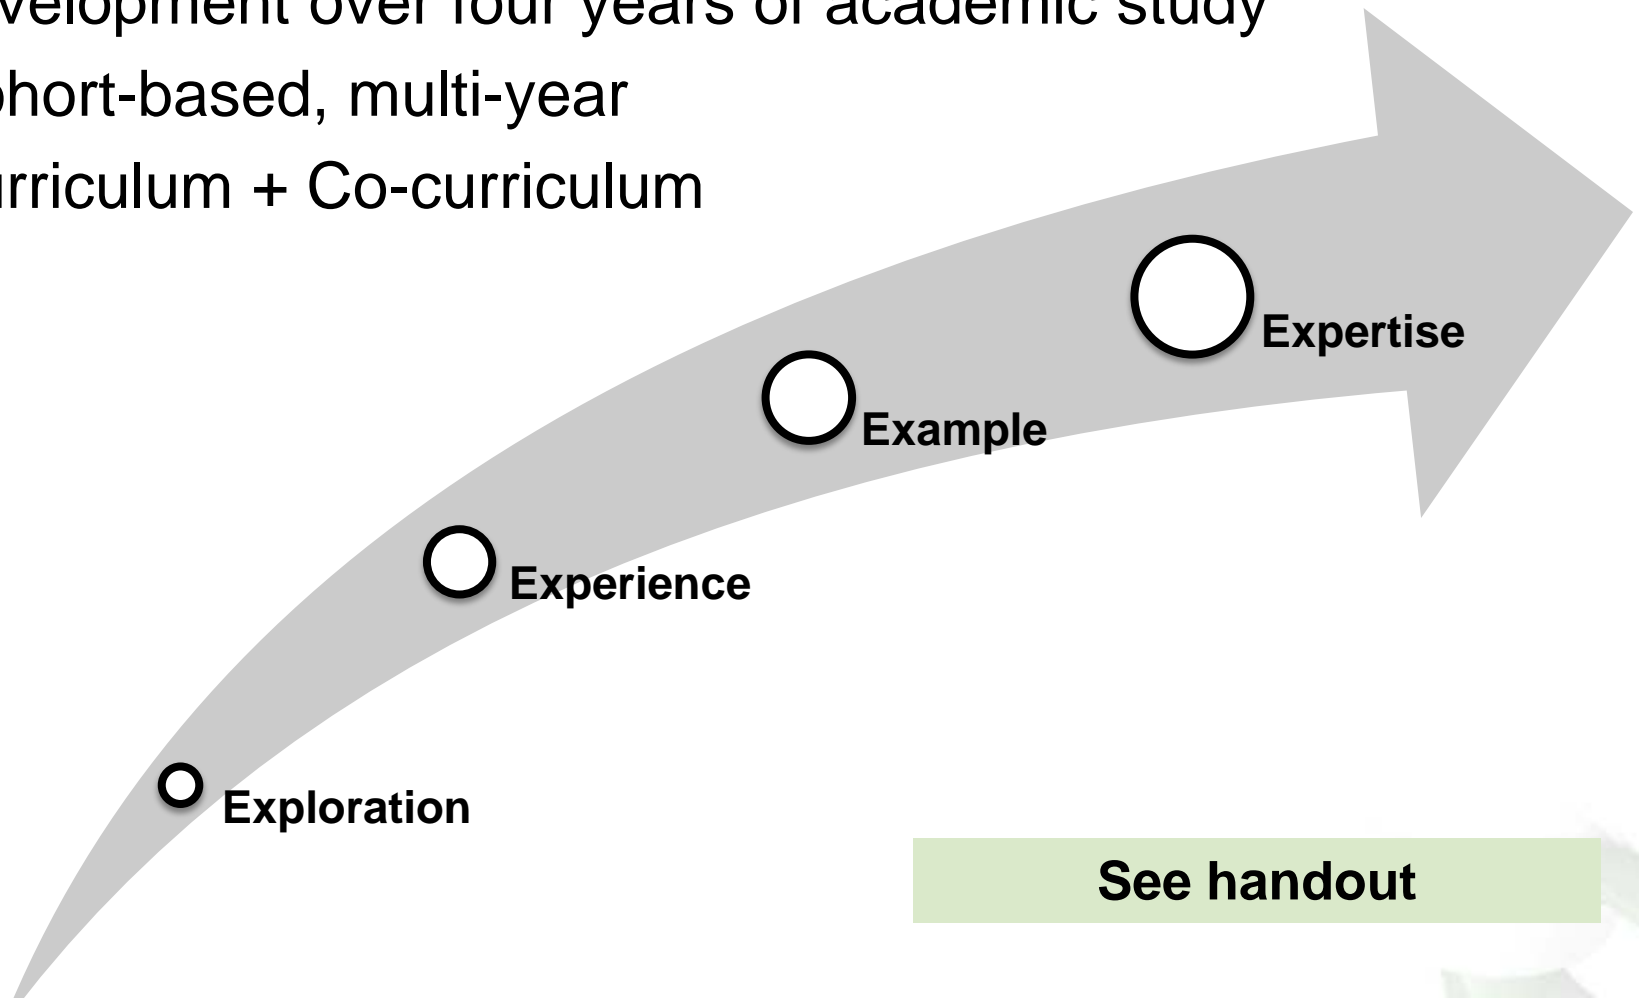 velopment over four years of academic study
hort-based, multi-year
rriculum + Co-curriculum
Expertise
Example
Experience
Exploration
See handout